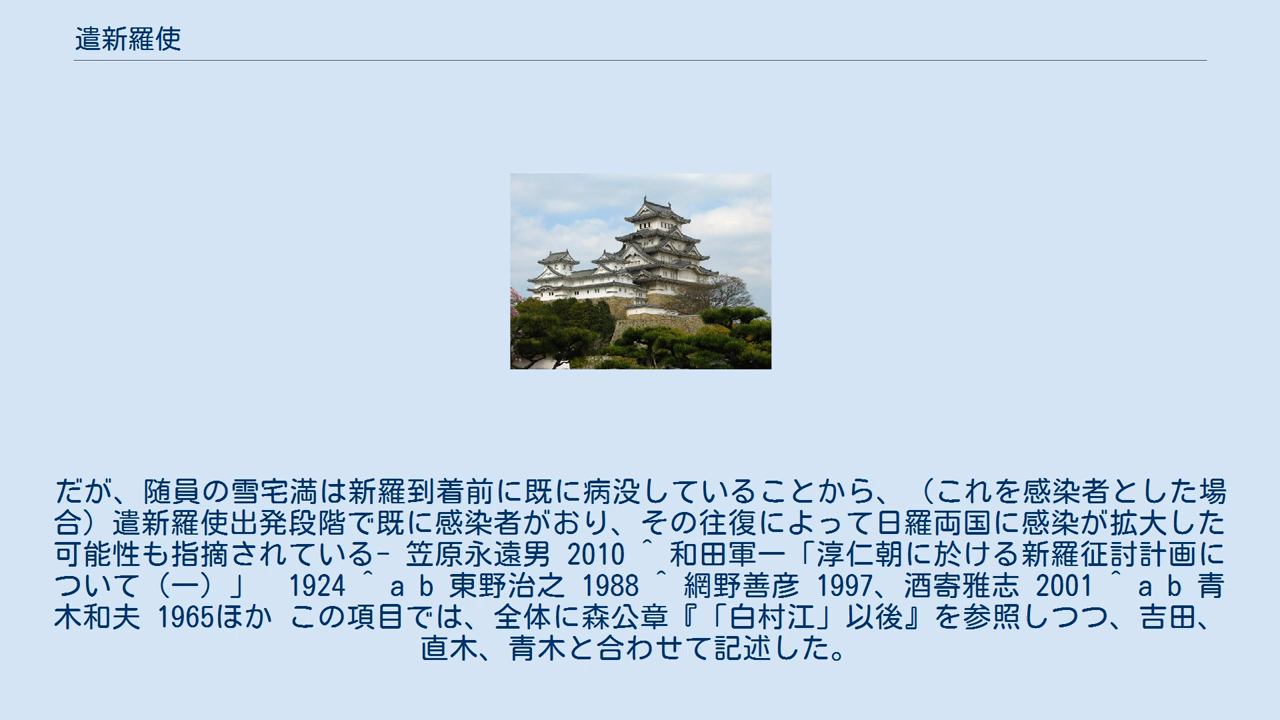 遣新羅使
だが、随員の雪宅満は新羅到着前に既に病没していることから、（これを感染者とした場
合）遣新羅使出発段階で既に感染者がおり、その往復によって日羅両国に感染が拡大した
可能性も指摘されている- 笠原永遠男 2010 ^ 和田軍一「淳仁朝に於ける新羅征討計画に
ついて（一）」 1924 ^ a b 東野治之 1988 ^ 網野善彦 1997、酒寄雅志 2001 ^ a b 青
木和夫 1965ほか この項目では、全体に森公章『「白村江」以後』を参照しつつ、吉田、
直木、青木と合わせて記述した。